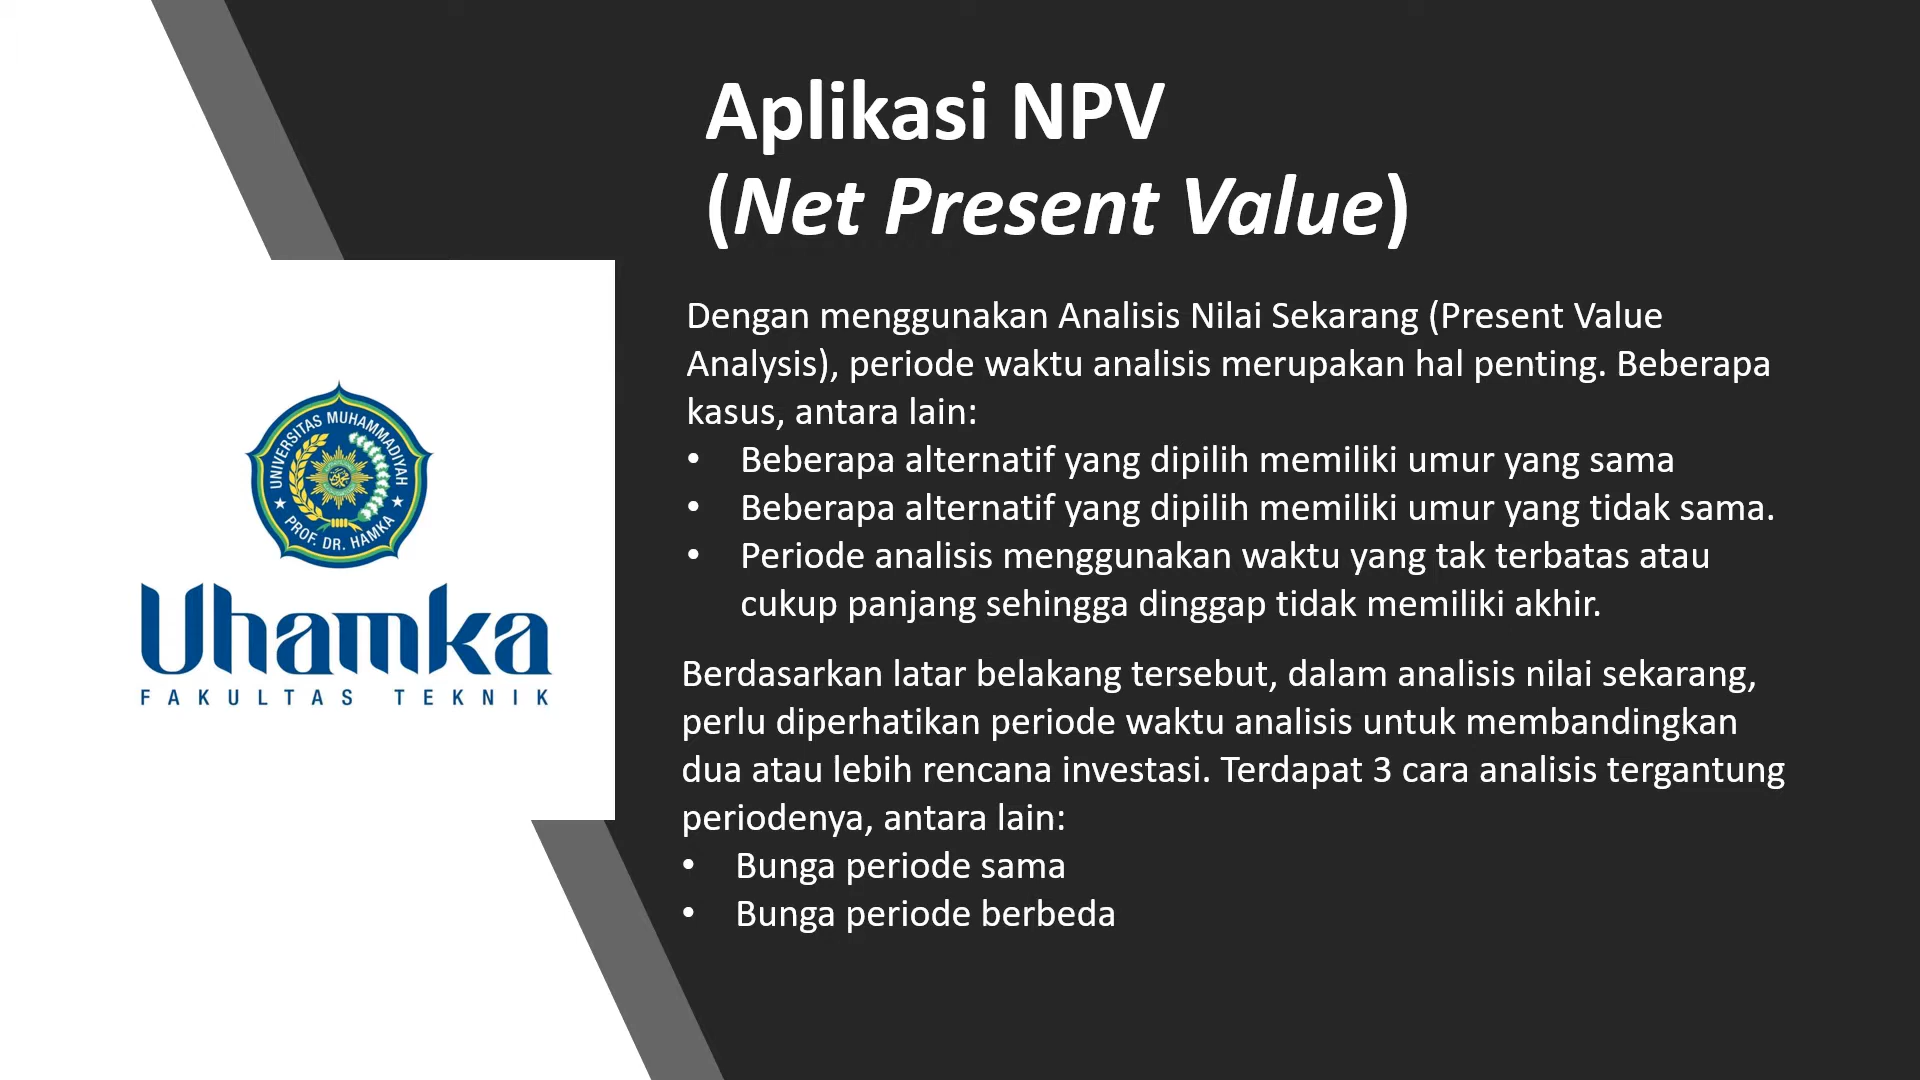 Aplikasi NPV
(Net Present Value)
Dengan menggunakan Analisis Nilai Sekarang (Present Value
Analysis), periode waktu analisis merupakan hal penting. Beberapa
kasus, antara lain:
• Beberapa alternatif yang dipilih memiliki umur yang sama
• Beberapa alternatif yang dipilih memiliki umur yang tidak sama.
• Periode analisis menggunakan waktu yang tak terbatas atau
cukup panjang sehingga dinggap tidak memiliki akhir.
Berdasarkan latar belakang tersebut, dalam analisis nilai sekarang,
perlu diperhatikan periode waktu analisis untuk membandingkan
dua atau lebih rencana investasi. Terdapat 3 cara analisis tergantung
periodenya, antara lain:
• Bunga periode sama
• Bunga periode berbeda
UNIVERSITAS MUHAMMADIYAH
PROF. DR. HAMKA
Uhamka
FAKULTAS TEKNIK